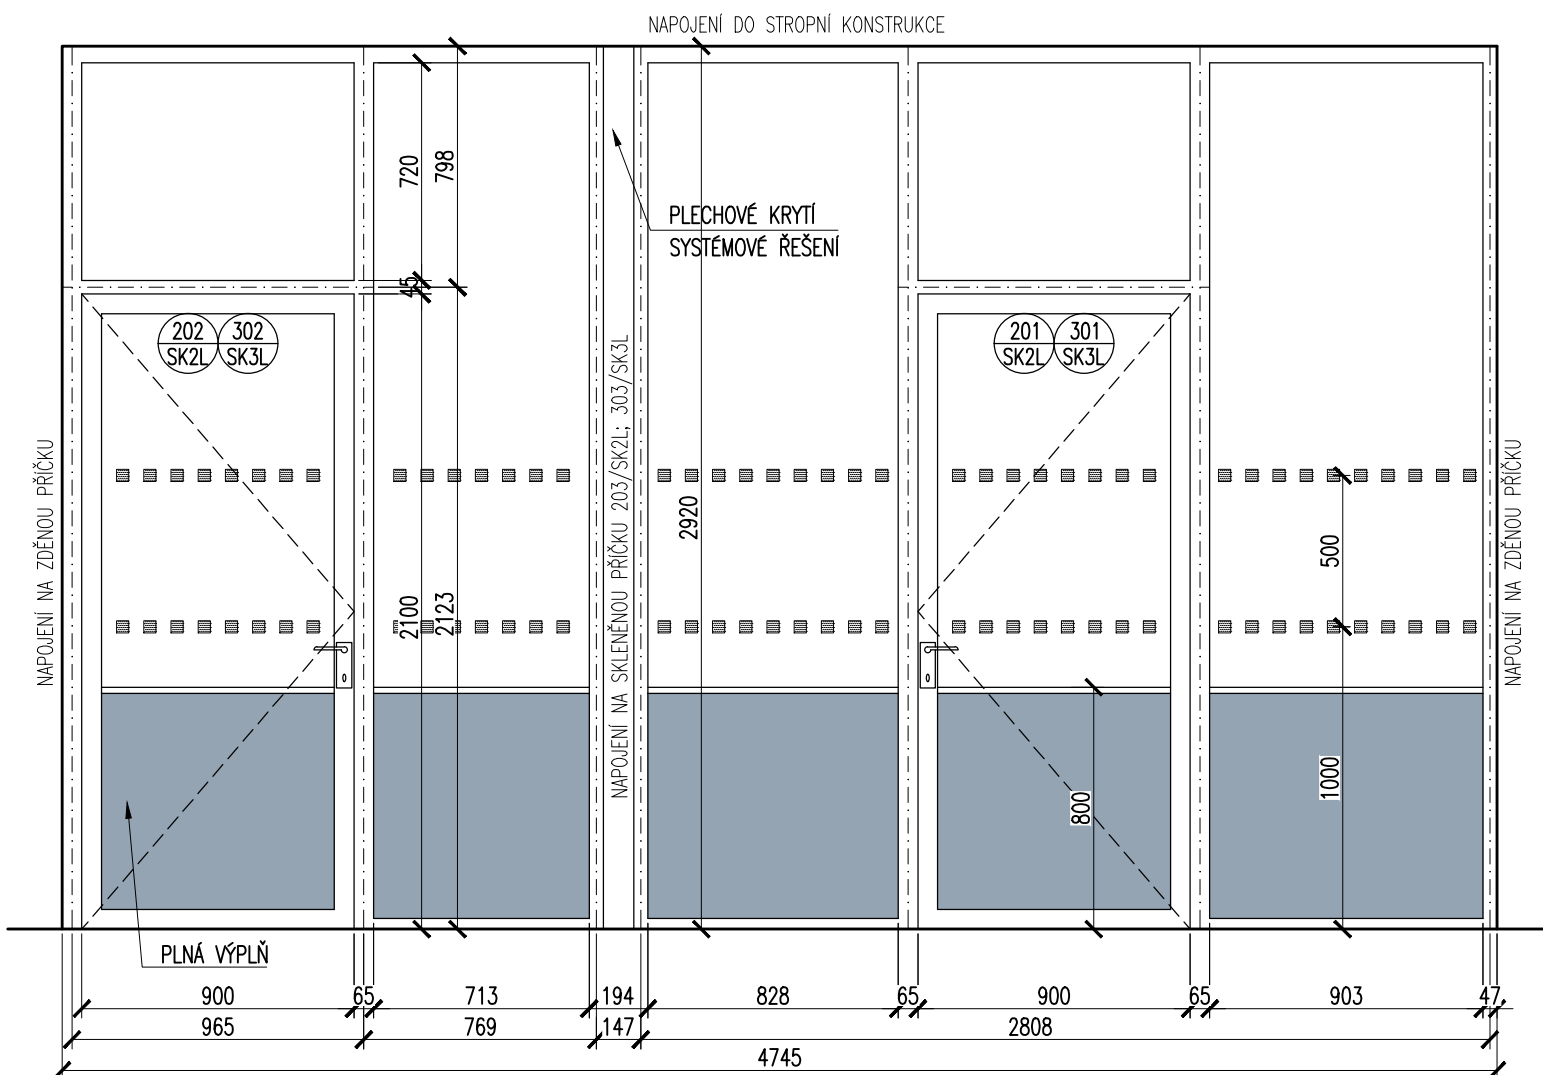 NAPOJENÍ DO STROPNÍ KONSTRUKCE
720
798
PLECHOVÉ KRYTÍ
SYSTÉMOVÉ ŘEŠENÍ
45
202
SK2L
302
SK3L
201
SK2L
301
SK3L
NAPOJENÍ NA ZDĚNOU PŘÍČKU
NAPOJENÍ NA SKLENĚNOU PŘÍČKU 203/SK2L; 303/SK3L
NAPOJENÍ NA ZDĚNOU PŘÍČKU
2920
500
2100
2123
800
1000
PLNÁ VÝPLŇ
900 65 713 194 828 65 900 65 903 47
965 769 147 2808
4745